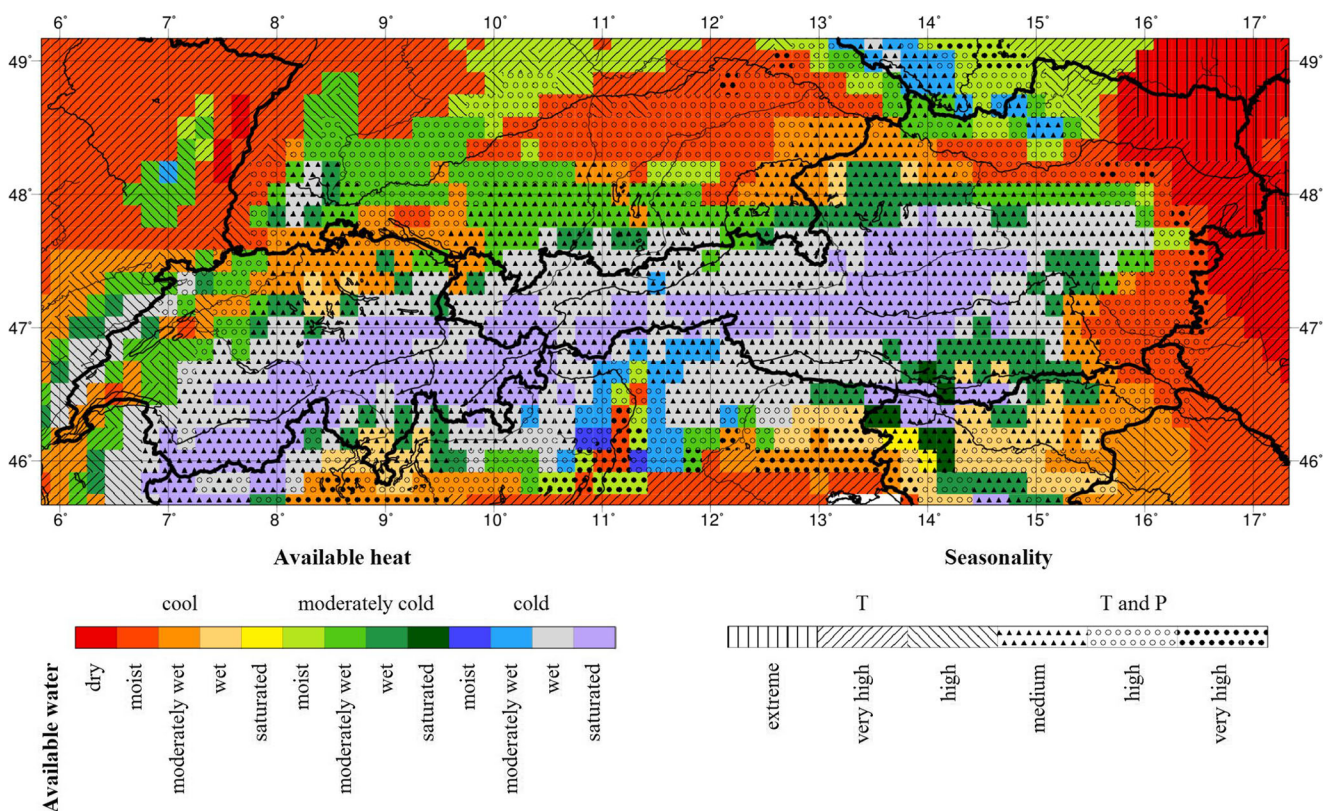 6° 7° 8° 9° 10° 11° 12° 13° 14° 15° 16° 17°
49° 49°
48° 48°
47° 47°
46° 46°
6° 7° 8° 9° 10° 11° 12° 13° 14° 15° 16° 17°
Available heat
Seasonality
cool moderately cold cold
T T and P
Available water
dry
moist
moderately wet
wet
saturated
moist
moderately wet
wet
saturated
moist
moderately wet
wet
saturated
extreme
very high
high
medium
high
very high